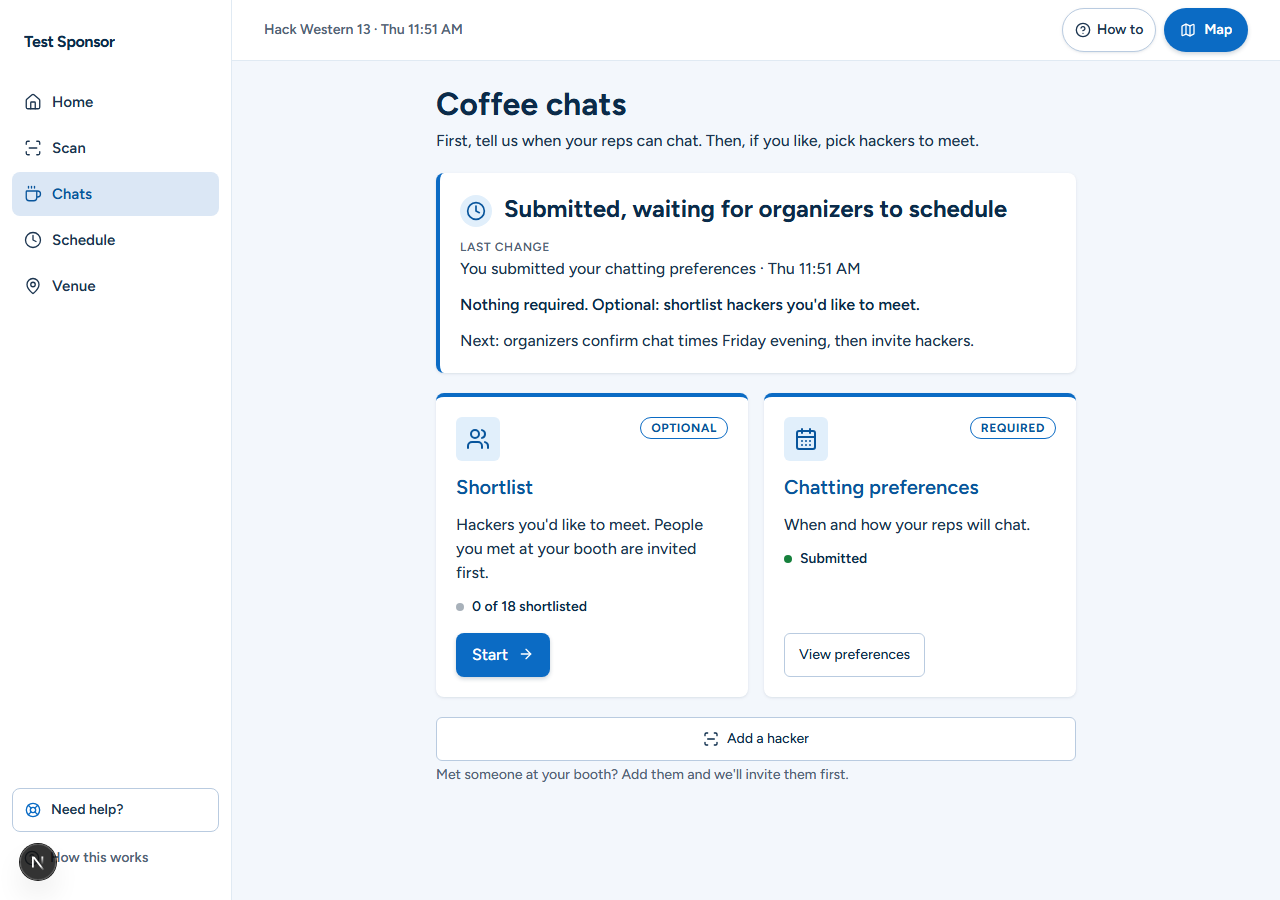 Test Sponsor
Home
Scan
Chats
Schedule
Venue
Need help?
How this works
N
Hack Western 13 · Thu 11:51 AM
How to
Map
Coffee chats
First, tell us when your reps can chat. Then, if you like, pick hackers to meet.
Submitted, waiting for organizers to schedule
LAST CHANGE
You submitted your chatting preferences · Thu 11:51 AM
Nothing required. Optional: shortlist hackers you'd like to meet.
Next: organizers confirm chat times Friday evening, then invite hackers.
OPTIONAL
Shortlist
Hackers you'd like to meet. People
you met at your booth are invited
first.
0 of 18 shortlisted
Start
REQUIRED
Chatting preferences
When and how your reps will chat.
Submitted
View preferences
Add a hacker
Met someone at your booth? Add them and we'll invite them first.